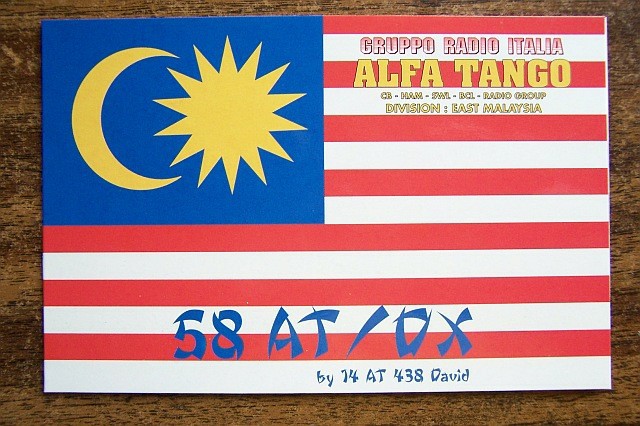 GRUPPO RADIO ITALIA
ALFA TANGO
CB - HAM - SWL - BCL - RADIO GROUP
DIVISION : EAST MALAYSIA
58 AT/DX
by 14 AT 438 David